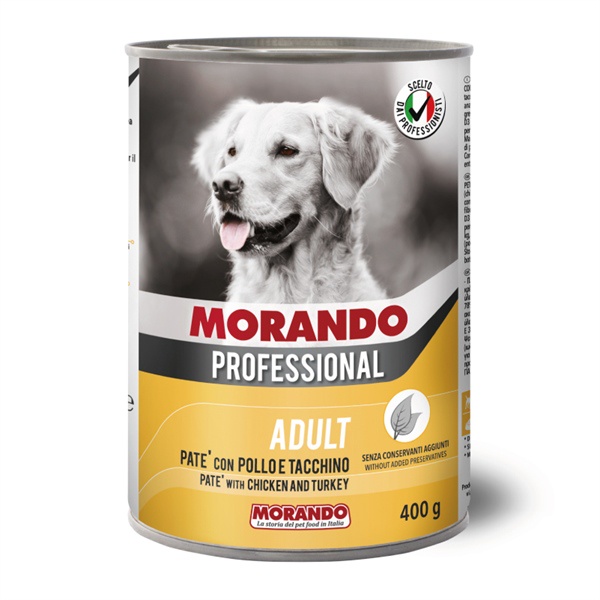 SCELTO
DAI PROFESSIONISTI
MORANDO
PROFESSIONAL
ADULT
PATE' CON POLLO E TACCHINO
PATE' WITH CHICKEN AND TURKEY
SENZA CONSERVANTI AGGIUNTI
WITHOUT ADDED PRESERVATIVES
MORANDO
La storia del pet food in Italia
400 g